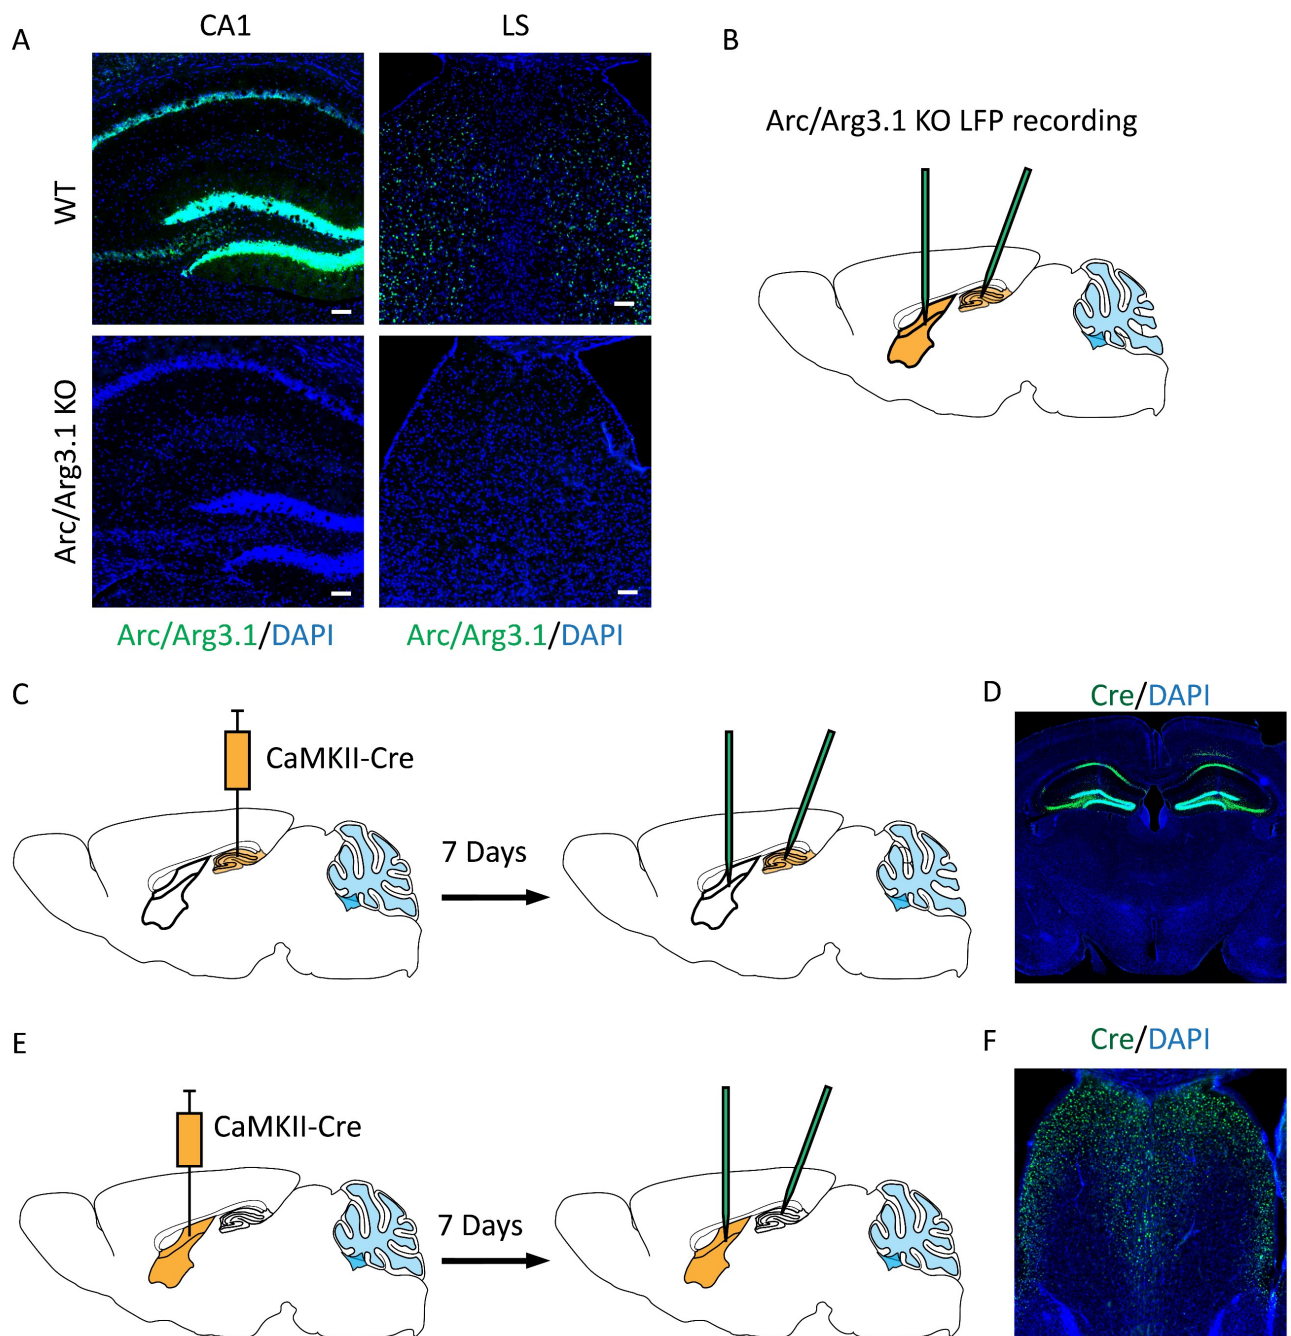 A
CA1
LS
WT
Arc/Arg3.1 KO
Arc/Arg3.1/DAPI
Arc/Arg3.1/DAPI
B
Arc/Arg3.1 KO LFP recording
C
CaMKII-Cre
7 Days
D
Cre/DAPI
E
CaMKII-Cre
7 Days
F
Cre/DAPI